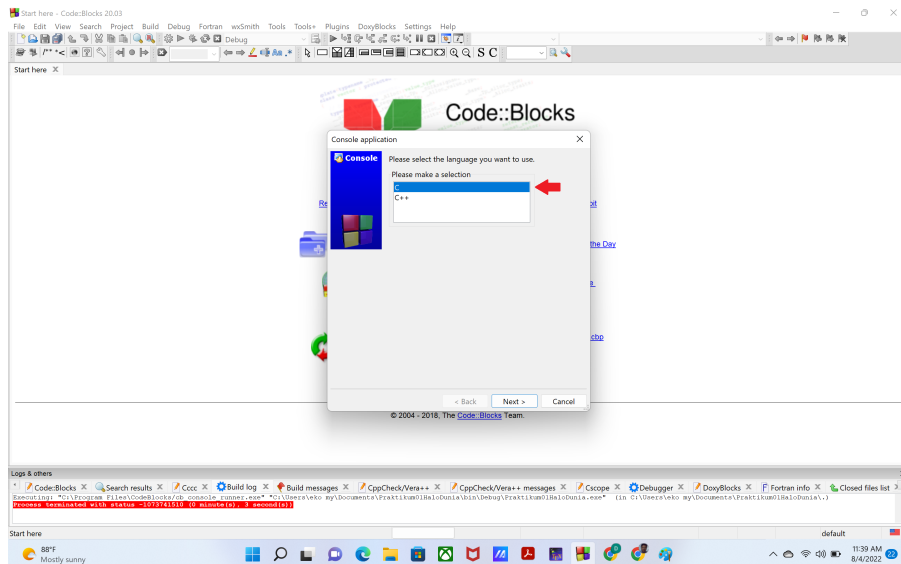 Start here - Code::Blocks 20.03
File Edit View Search Project Build Debug Fortran wxSmith Tools Tools+ Plugins DoxyBlocks Settings Help
Debug
S C
Start here X
Code::Blocks
Console application
Console
Please select the language you want to use.
Please make a selection
C
C++
Re
the Day
.cbp
< Back Next > Cancel
© 2004 - 2018, The Code::Blocks Team.
Logs & others
Code::Blocks X Search results X Cccc X Build log X Build messages X CppCheck/Vera++ X CppCheck/Vera++ messages X Cscope X Debugger X DoxyBlocks X Fortran info X Closed files list X
Executing: "C:\Program Files\CodeBlocks/cb_console_runner.exe" "C:\Users\eko my\Documents\Praktikum01HaloDunia\bin\Debug\Praktikum01HaloDunia.exe" (in C:\Users\eko my\Documents\Praktikum01HaloDunia\.)
Process terminated with status -1073741510 (0 minute(s), 3 second(s))
Start here
default
88°F
Mostly sunny
11:39 AM
8/4/2022
22